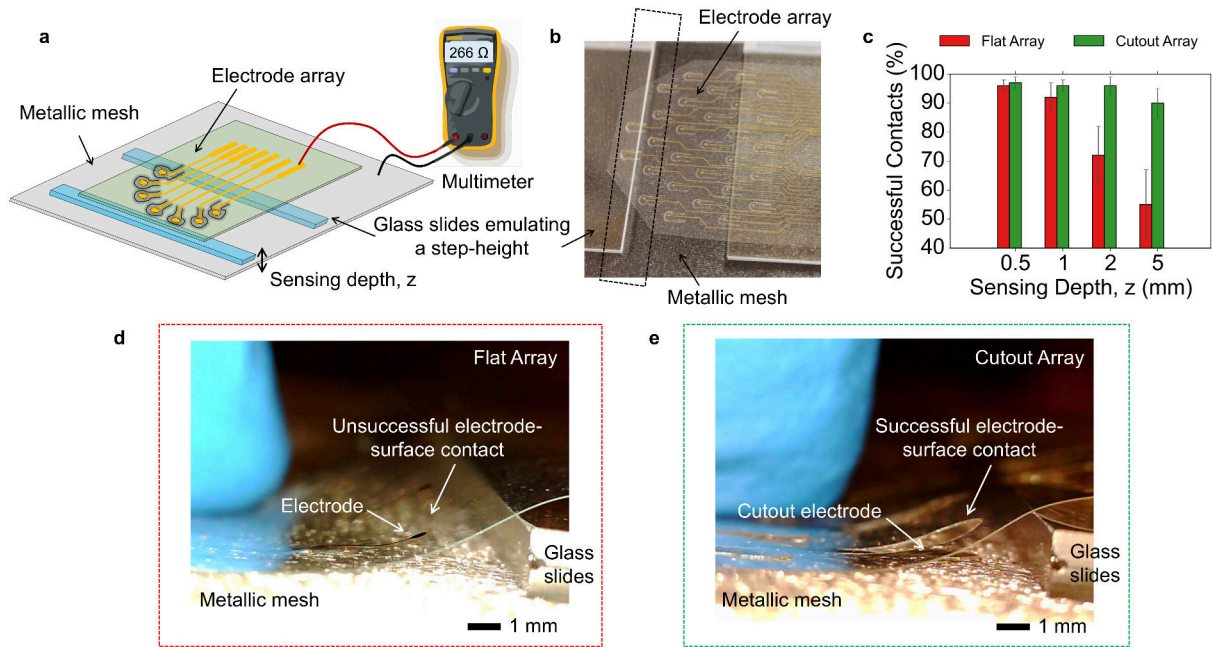 a
266 Ω
Electrode array
Metallic mesh
Multimeter
Glass slides emulating
a step-height
Sensing depth, z
b
Electrode array
Metallic mesh
c
Flat Array
Cutout Array
Successful Contacts (%)
100
90
80
70
60
50
40
0.5
1
2
5
Sensing Depth, z (mm)
d
Flat Array
Unsuccessful electrode-
surface contact
Electrode
Glass
slides
Metallic mesh
1 mm
e
Cutout Array
Successful electrode-
surface contact
Cutout electrode
Glass
slides
Metallic mesh
1 mm